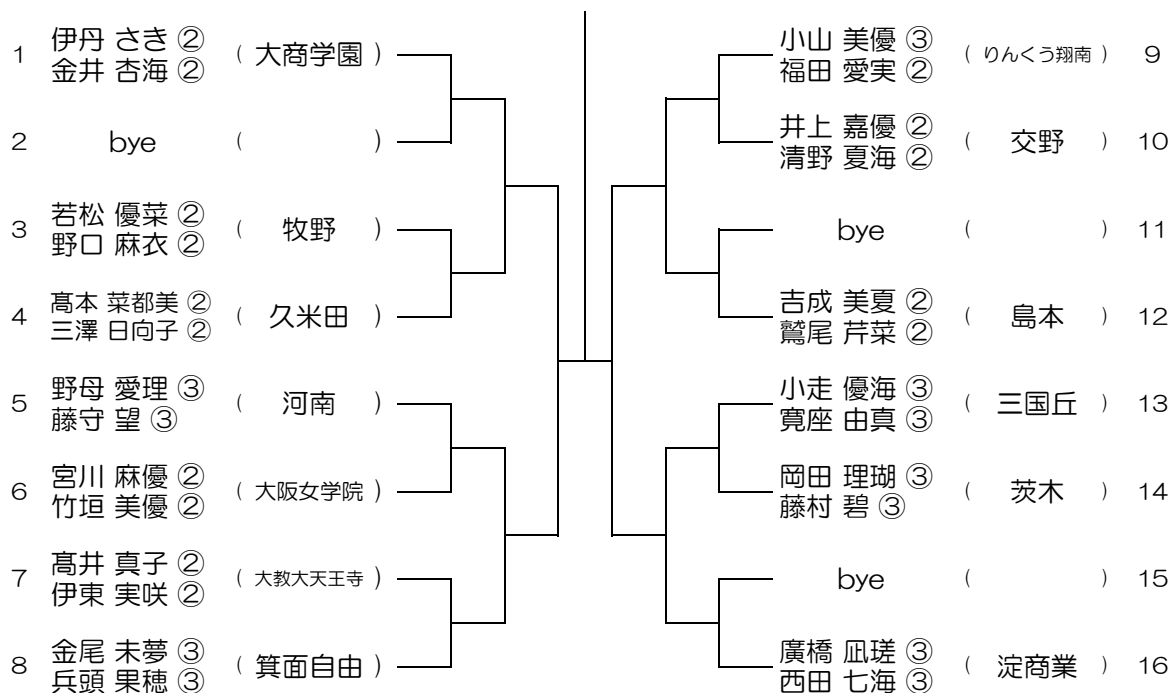 1 伊丹 さき ② ( 大商学園 )
金井 杏海 ②
2 bye ( )
3 若松 優菜 ② ( 牧野 )
野口 麻衣 ②
4 髙本 菜都美 ② ( 久米田 )
三澤 日向子 ②
5 野母 愛理 ③ ( 河南 )
藤守 望 ③
6 宮川 麻優 ② ( 大阪女学院 )
竹垣 美優 ②
7 髙井 真子 ② ( 大教大天王寺 )
伊東 実咲 ②
8 金尾 未夢 ③ ( 箕面自由 )
兵頭 果穂 ③
小山 美優 ③ ( りんくう翔南 ) 9
福田 愛実 ②
井上 嘉優 ② ( 交野 ) 10
清野 夏海 ②
bye ( ) 11
吉成 美夏 ② ( 島本 ) 12
鷲尾 芹菜 ②
小走 優海 ③ ( 三国丘 ) 13
寛座 由真 ③
岡田 理瑚 ③ ( 茨木 ) 14
藤村 碧 ③
bye ( ) 15
廣橋 凪瑳 ③ ( 淀商業 ) 16
西田 七海 ③